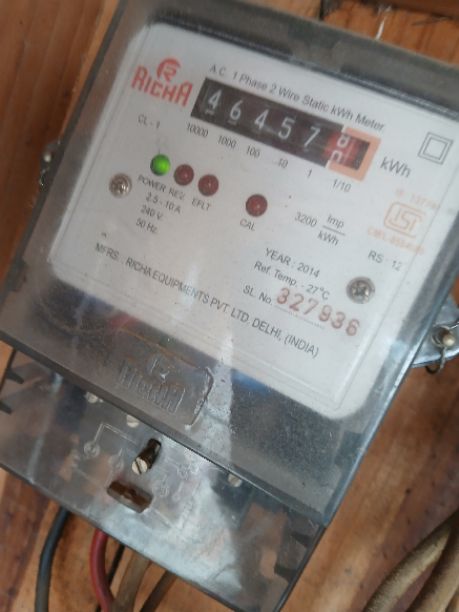 RICHA
A.C. 1 Phase 2 Wire Static kWh Meter
46457
kWh
CL - 1
10000 1000 100 10 1 1/10
POWER REV EFLT
CAL
2.5 - 10 A
240 V
50 Hz.
3200 Imp/kWh
RS - 12
YEAR : 2014
Ref. Temp. - 27°C
SL. No. 327936
MFRS. : RICHA EQUIPMENTS PVT. LTD. DELHI, (INDIA)
RICHA